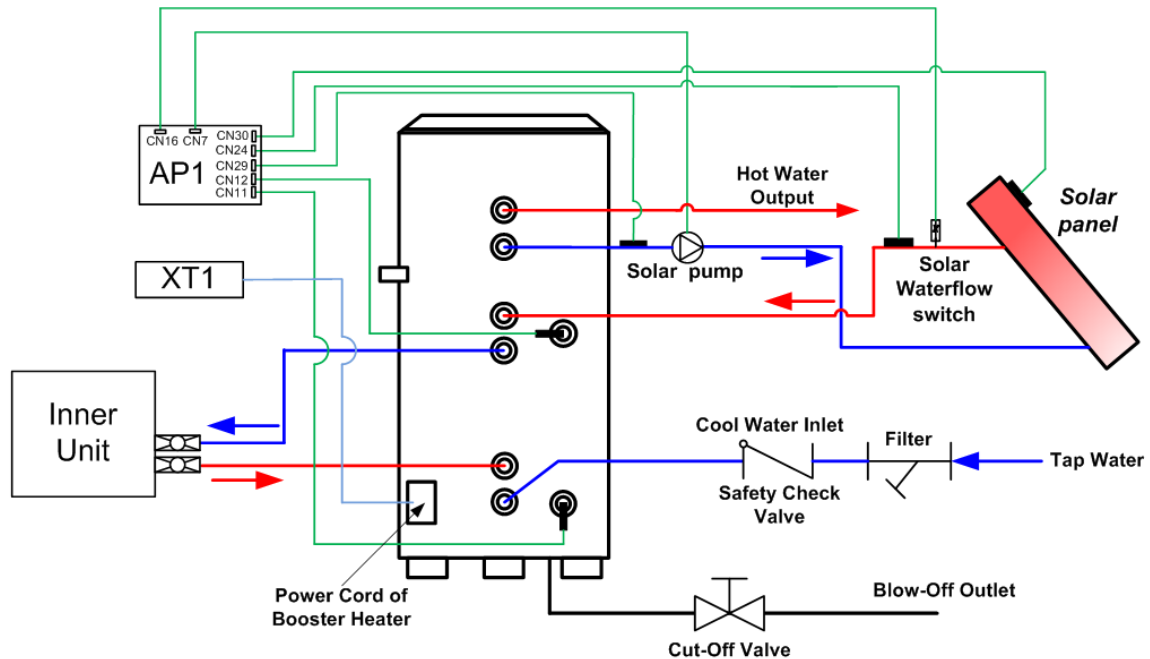 CN16 CN7
CN30
CN24
CN29
CN12
CN11
AP1
Hot Water
Output
Solar
panel
Solar pump
Solar
Waterflow
switch
XT1
Inner
Unit
Cool Water Inlet
Filter
Tap Water
Safety Check
Valve
Power Cord of
Booster Heater
Blow-Off Outlet
Cut-Off Valve